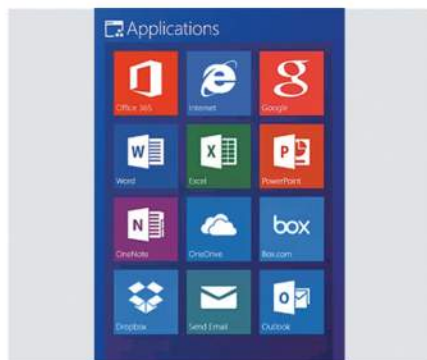 Applications
Office 365
Internet
Google
Word
Excel
PowerPoint
OneNote
OneDrive
box
Box.com
Dropbox
Send Email
Outlook